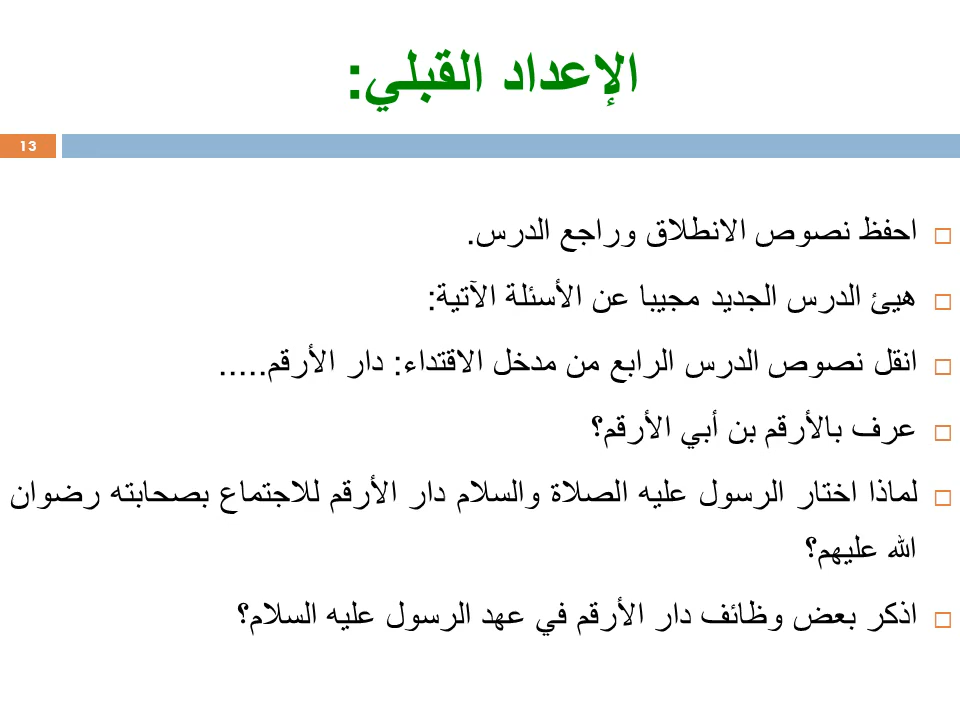 الإعداد القبلي:
13
احفظ نصوص الانطلاق وراجع الدرس.
هيئ الدرس الجديد مجيبا عن الأسئلة الآتية:
انقل نصوص الدرس الرابع من مدخل الاقتداء: دار الأرقم.....
عرف بالأرقم بن أبي الأرقم؟
لماذا اختار الرسول عليه الصلاة والسلام دار الأرقم للاجتماع بصحابته رضوان
الله عليهم؟
اذكر بعض وظائف دار الأرقم في عهد الرسول عليه السلام؟